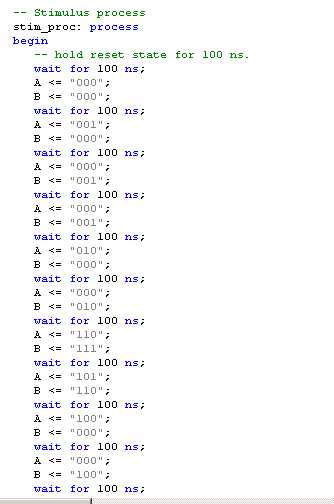 -- Stimulus process
stim_proc: process
begin
-- hold reset state for 100 ns.
wait for 100 ns;
A <= "000";
B <= "000";
wait for 100 ns;
A <= "001";
B <= "000";
wait for 100 ns;
A <= "000";
B <= "001";
wait for 100 ns;
A <= "000";
B <= "001";
wait for 100 ns;
A <= "010";
B <= "000";
wait for 100 ns;
A <= "000";
B <= "010";
wait for 100 ns;
A <= "110";
B <= "111";
wait for 100 ns;
A <= "101";
B <= "110";
wait for 100 ns;
A <= "100";
B <= "000";
wait for 100 ns;
A <= "000";
B <= "100";
wait for 100 ns;